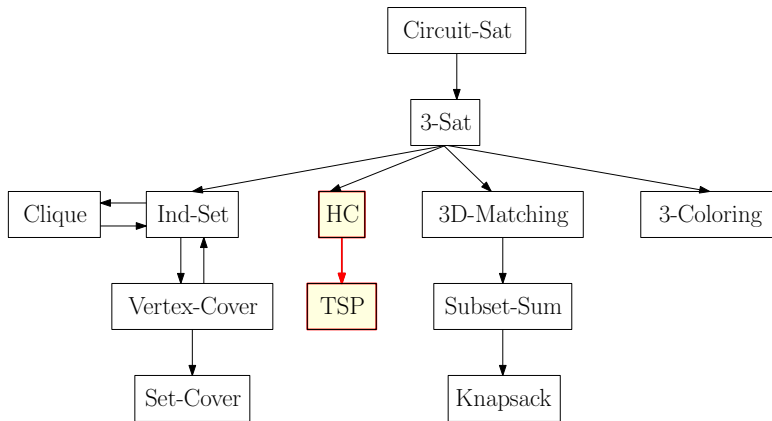 Circuit-Sat
3-Sat
Clique
Ind-Set
HC
3D-Matching
3-Coloring
Vertex-Cover
TSP
Subset-Sum
Set-Cover
Knapsack